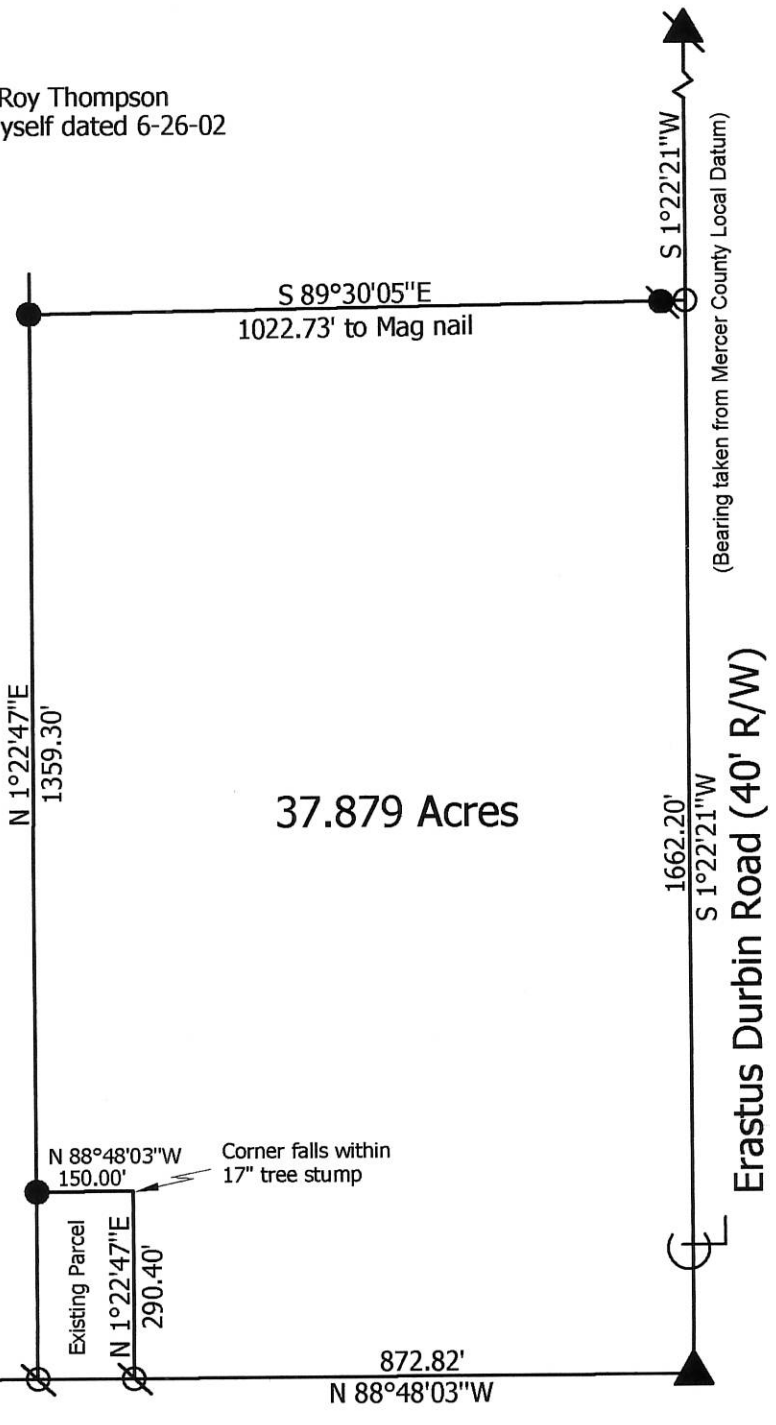 Roy Thompson
yself dated 6-26-02
S 1°22'21"W
(Bearing taken from Mercer County Local Datum)
S 89°30'05"E
1022.73' to Mag nail
N 1°22'47"E
1359.30'
37.879 Acres
1662.20'
S 1°22'21"W
Erastus Durbin Road (40' R/W)
N 88°48'03"W
150.00'
Corner falls within
17" tree stump
Existing Parcel
N 1°22'47"E
290.40'
872.82'
N 88°48'03"W